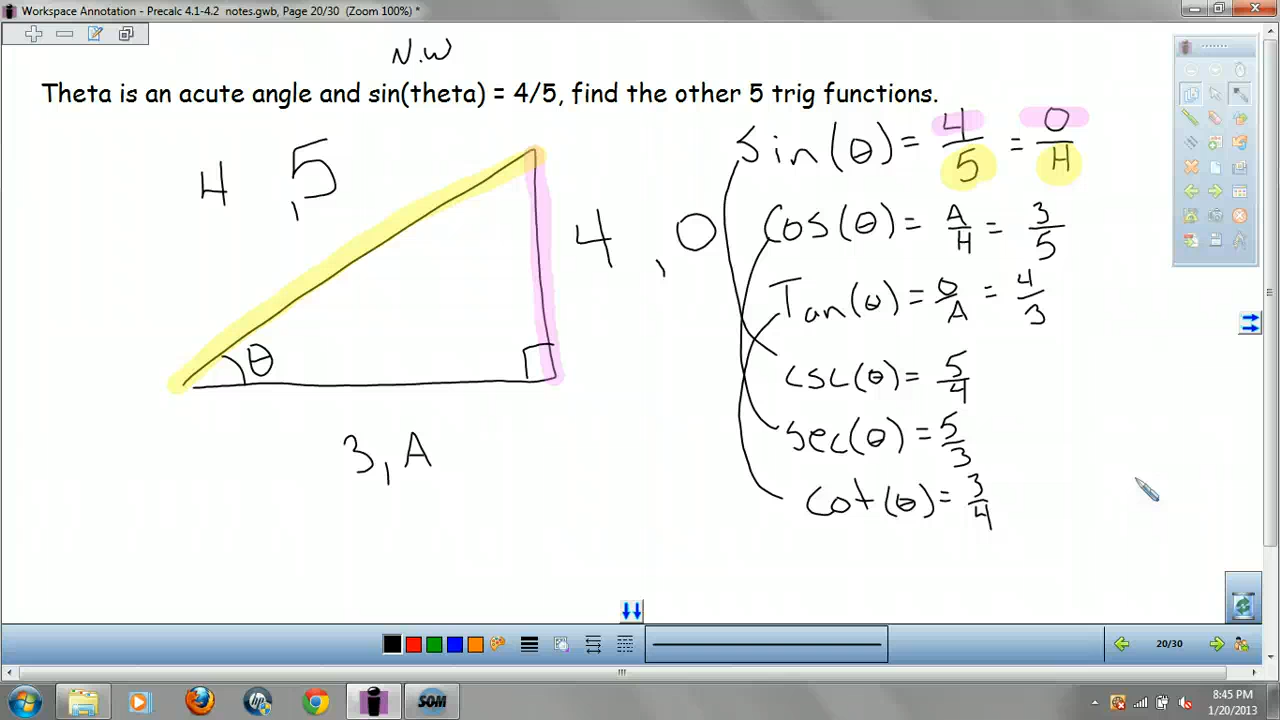 Workspace Annotation - Precalc 4.1-4.2 notes.gwb, Page 20/30 (Zoom 100%) *
N.W
Theta is an acute angle and sin(theta) = 4/5, find the other 5 trig functions.
H, 5
4, O
θ
3, A
Sin(θ) = 4/5 = O/H
Cos(θ) = A/H = 3/5
Tan(θ) = O/A = 4/3
csc(θ) = 5/4
sec(θ) = 5/3
cot(θ) = 3/4
20/30
SOM
8:45 PM
1/20/2013